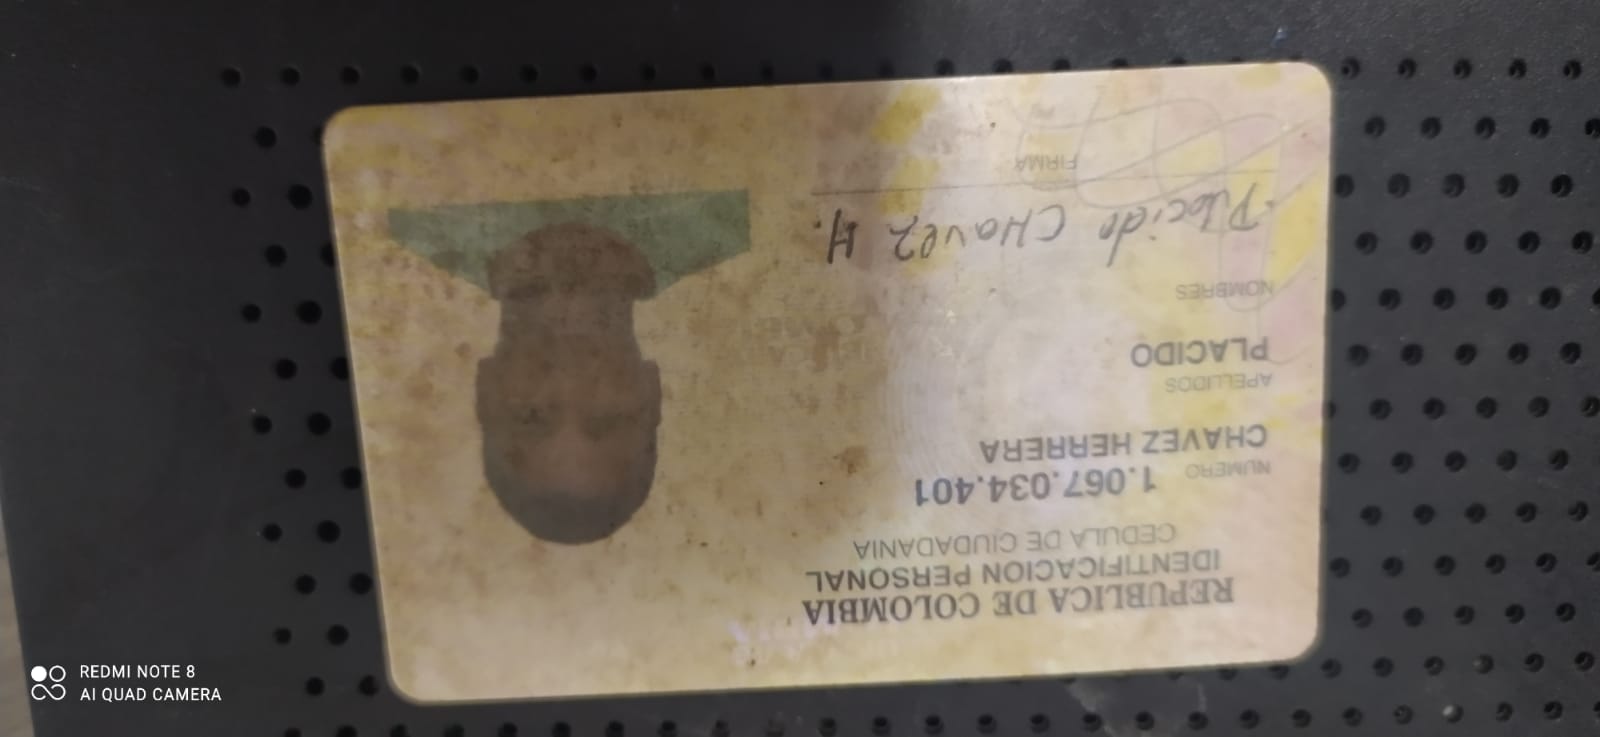 REPUBLICA DE COLOMBIA
IDENTIFICACION PERSONAL
CEDULA DE CIUDADANIA
NUMERO 1.067.034.401
CHAVEZ HERRERA
APELLIDOS
PLACIDO
NOMBRES
Placido CHavez H.
FIRMA
REDMI NOTE 8
AI QUAD CAMERA